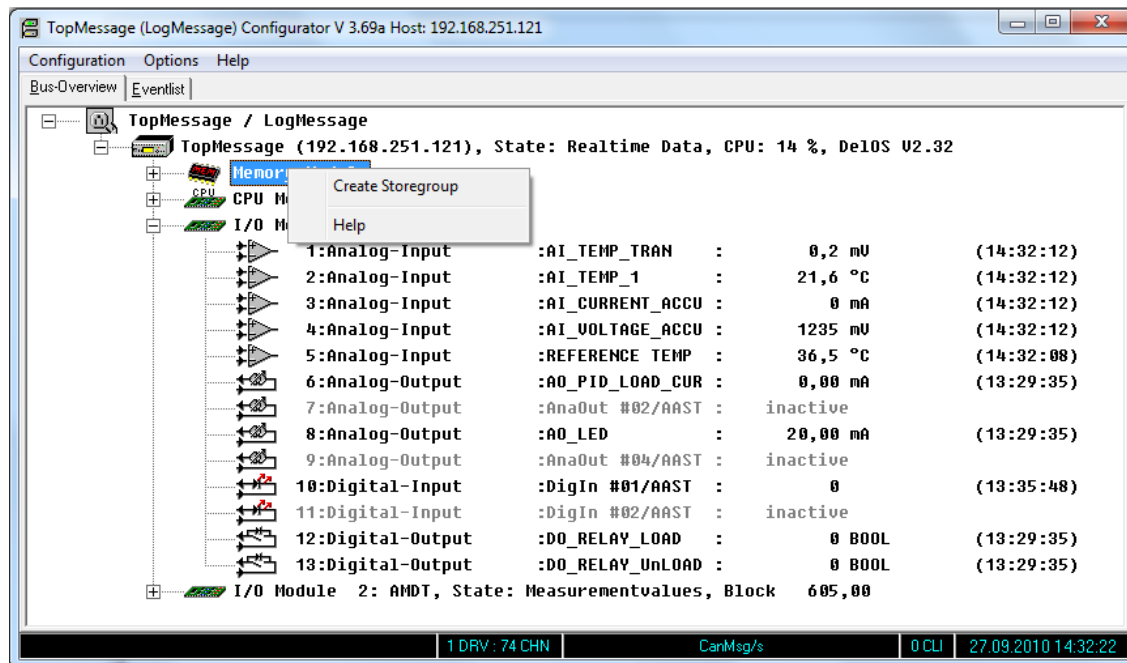 TopMessage (LogMessage) Configurator V 3.69a Host: 192.168.251.121
Configuration Options Help
Bus-Overview Eventlist
TopMessage / LogMessage
TopMessage (192.168.251.121), State: Realtime Data, CPU: 14 %, DelOS V2.32
Create Storegroup
CPU
Help
I/O
1:Analog-Input :AI_TEMP_TRAN : 0,2 mV (14:32:12)
2:Analog-Input :AI_TEMP_1 : 21,6 °C (14:32:12)
3:Analog-Input :AI_CURRENT_ACCU : 0 mA (14:32:12)
4:Analog-Input :AI_VOLTAGE_ACCU : 1235 mV (14:32:12)
5:Analog-Input :REFERENCE TEMP : 36,5 °C (14:32:08)
6:Analog-Output :AO_PID_LOAD_CUR : 0,00 mA (13:29:35)
7:Analog-Output :AnaOut #02/AAST : inactive
8:Analog-Output :AO_LED : 20,00 mA (13:29:35)
9:Analog-Output :AnaOut #04/AAST : inactive
10:Digital-Input :DigIn #01/AAST : 0 (13:35:48)
11:Digital-Input :DigIn #02/AAST : inactive
12:Digital-Output :DO_RELAY_LOAD : 0 BOOL (13:29:35)
13:Digital-Output :DO_RELAY_UnLOAD : 0 BOOL (13:29:35)
I/O Module 2: AMDT, State: Measurementvalues, Block 605,00
1 DRV : 74 CHN CanMsg/s 0 CLI 27.09.2010 14:32:22